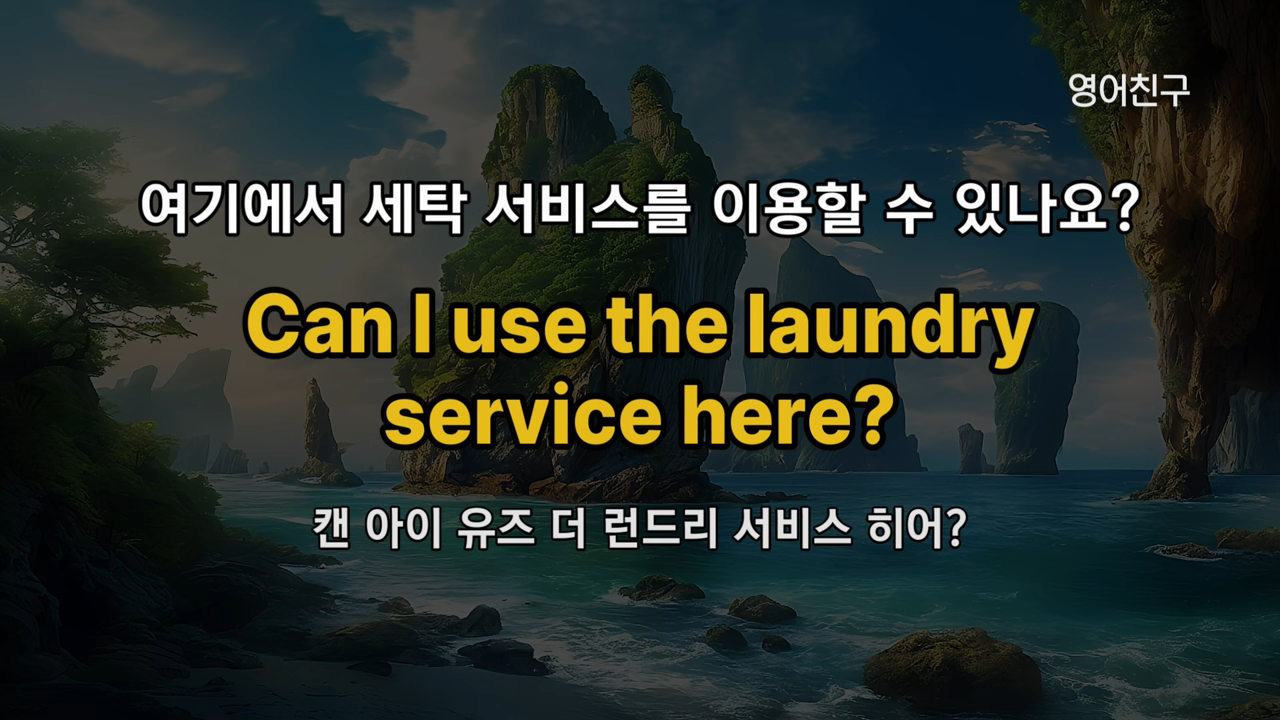 영어친구
여기에서 세탁 서비스를 이용할 수 있나요?
Can I use the laundry
service here?
캔 아이 유즈 더 런드리 서비스 히어?